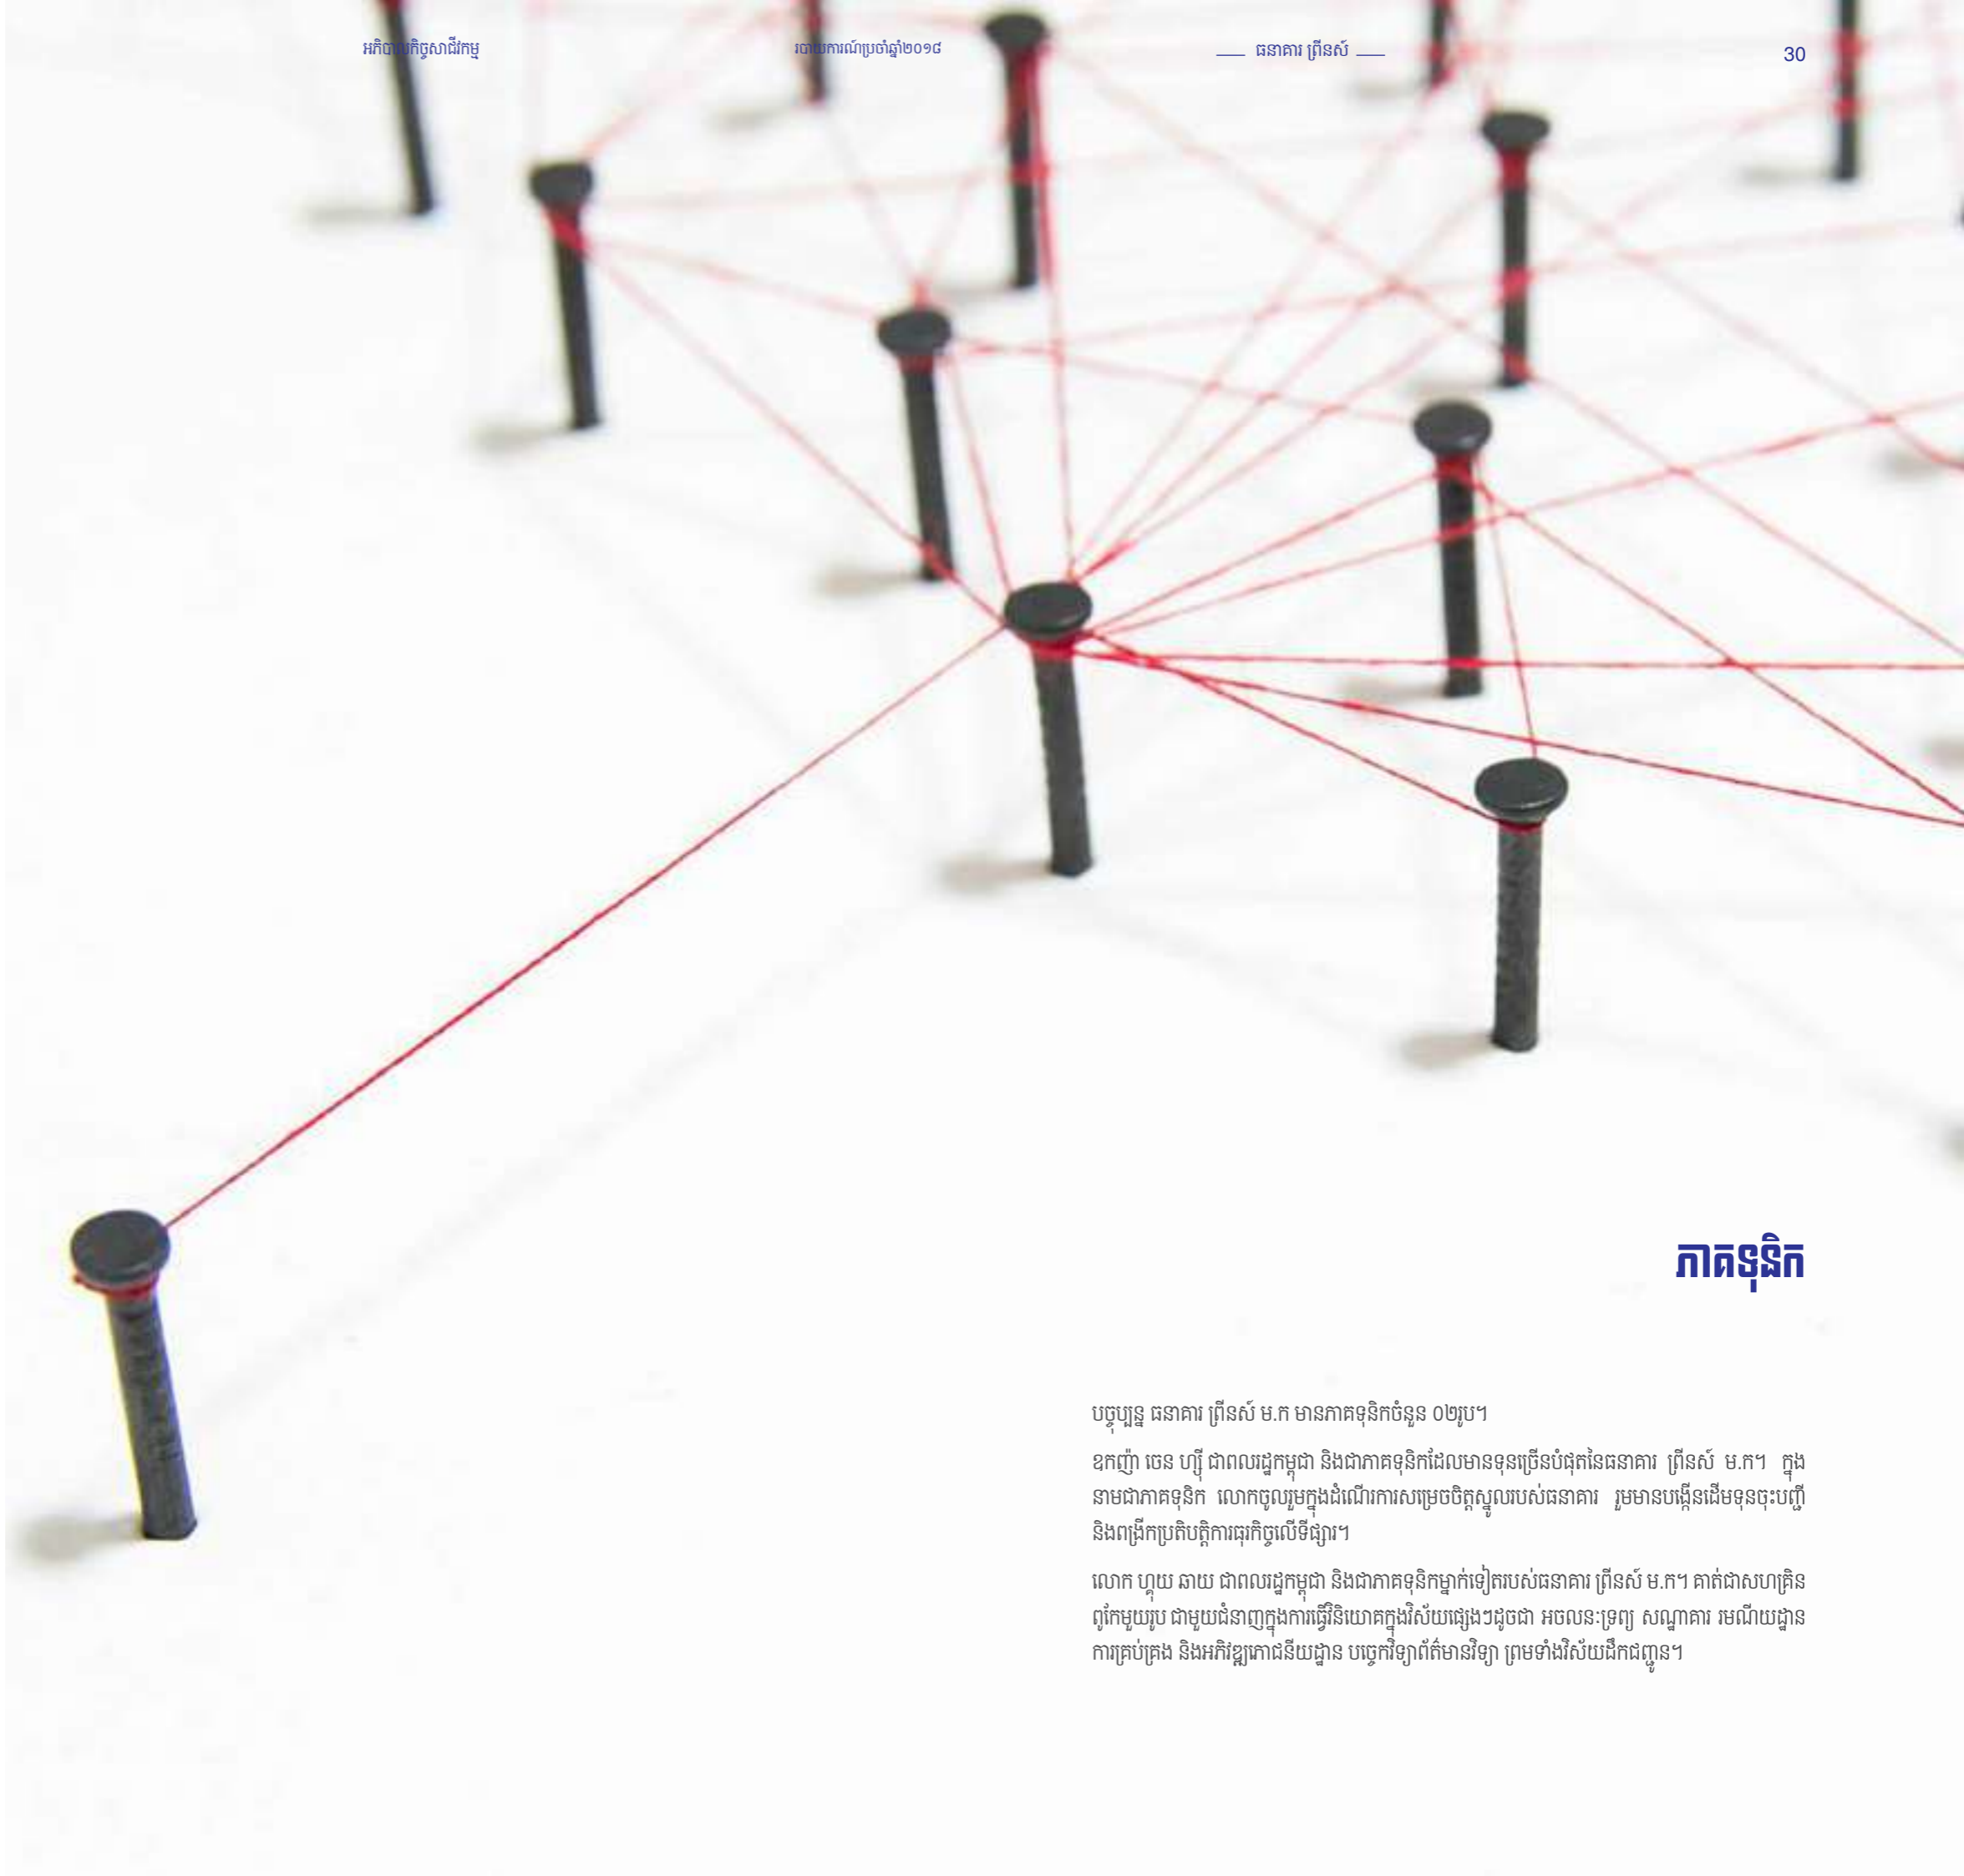 អភិបាលកិច្ចសាជីវកម្ម
របាយការណ៍ប្រចាំឆ្នាំ២០១៨
ធនាគារ ព្រីនស៍
30
ភាគទុនិក
បច្ចុប្បន្ន ធនាគារ ព្រីនស៍ ម.ក មានភាគទុនិកចំនួន ០២រូប។
ឧកញ៉ា ចេន ហ្ស៊ី ជាពលរដ្ឋកម្ពុជា និងជាភាគទុនិកដែលមានទុនច្រើនបំផុតនៃធនាគារ ព្រីនស៍ ម.ក។ ក្នុង
នាមជាភាគទុនិក លោកចូលរួមក្នុងដំណើរការសម្រេចចិត្តស្នូលរបស់ធនាគារ រួមមានបង្កើនដើមទុនចុះបញ្ជី
និងពង្រីកប្រតិបត្តិការធុរកិច្ចលើទីផ្សារ។
លោក ហ្គុយ ឆាយ ជាពលរដ្ឋកម្ពុជា និងជាភាគទុនិកម្នាក់ទៀតរបស់ធនាគារ ព្រីនស៍ ម.ក។ គាត់ជាសហគ្រិន
ពូកែមួយរូប ជាមួយជំនាញក្នុងការធ្វើវិនិយោគក្នុងវិស័យផ្សេងៗដូចជា អចលនៈទ្រព្យ សណ្ឋាគារ រមណីយដ្ឋាន
ការគ្រប់គ្រង និងអភិវឌ្ឍភោជនីយដ្ឋាន បច្ចេកវិទ្យាព័ត៌មានវិទ្យា ព្រមទាំងវិស័យដឹកជញ្ជូន។